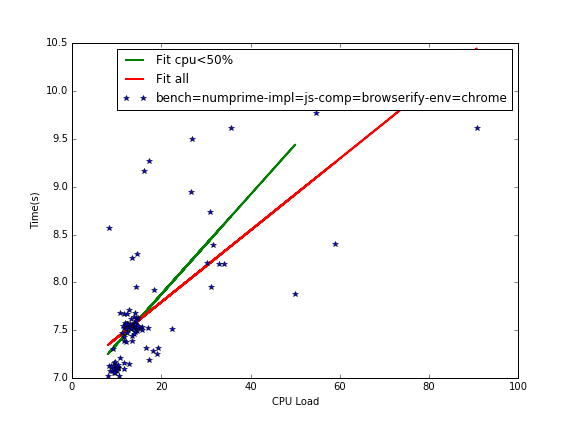 10.5
10.0
9.5
9.0
8.5
8.0
7.5
7.0
Time(s)
Fit cpu<50%
Fit all
bench=numprime-impl=js-comp=browserify-env=chrome
0 20 40 60 80 100
CPU Load